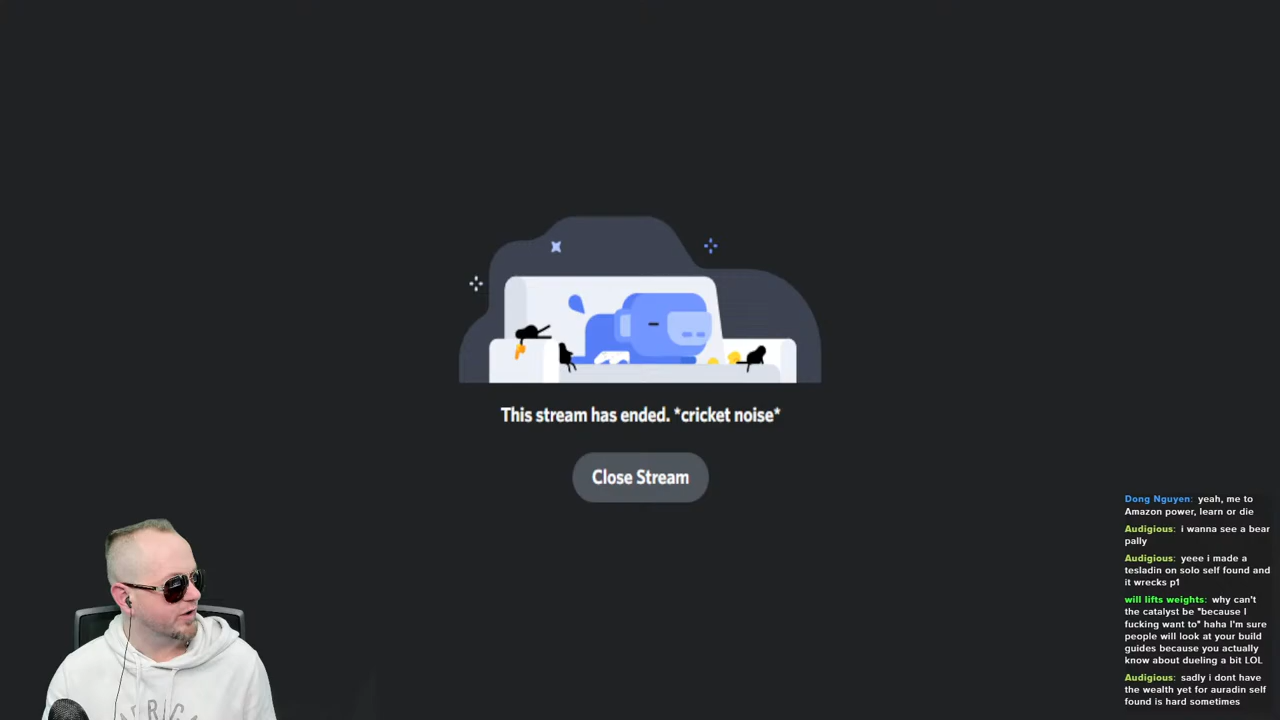 This stream has ended. *cricket noise*
Close Stream
Dong Nguyen: yeah, me to
Amazon power, learn or die
Audigious: i wanna see a bear
pally
Audigious: yeee i made a
tesladin on solo self found and
it wrecks p1
will lifts weights: why can't
the catalyst be "because I
fucking want to" haha I'm sure
people will look at your build
guides because you actually
know about dueling a bit LOL
Audigious: sadly i dont have
the wealth yet for auradin self
found is hard sometimes